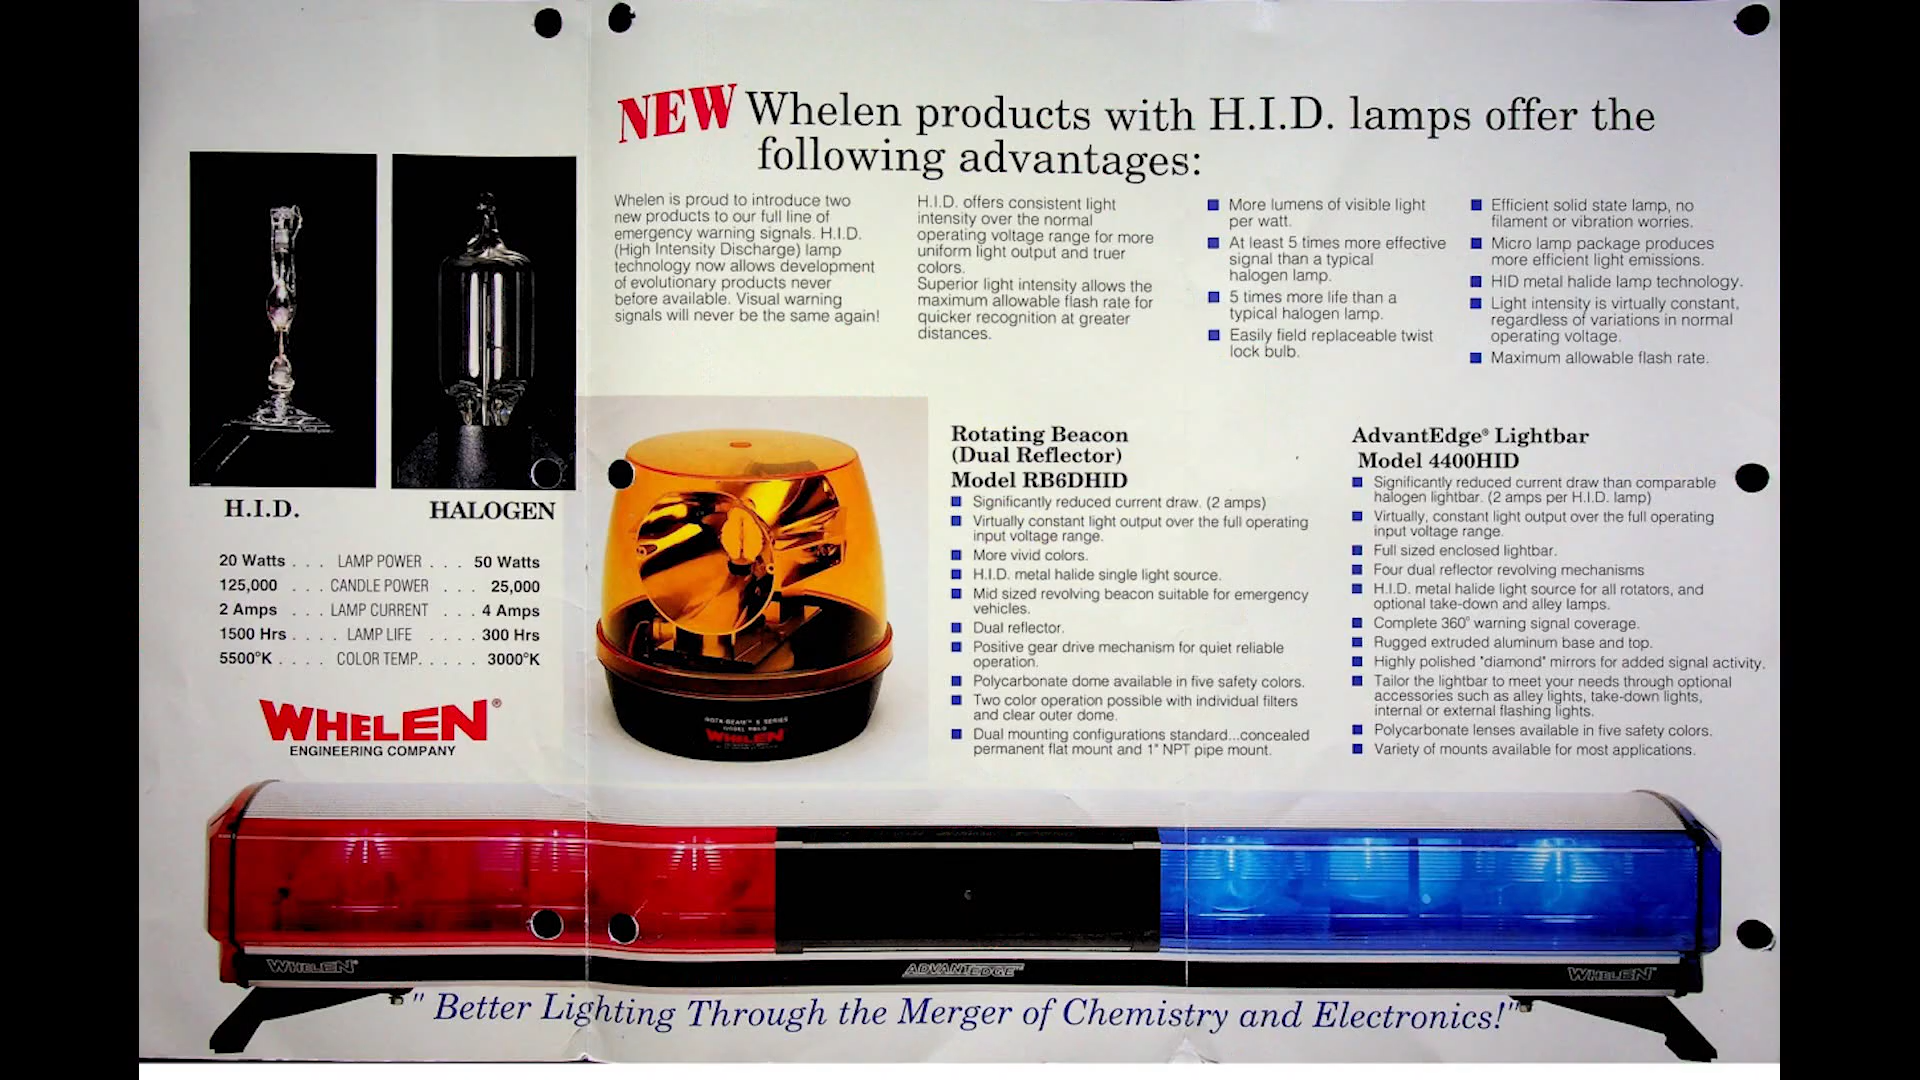 NEW Whelen products with H.I.D. lamps offer the
following advantages:
Whelen is proud to introduce two
new products to our full line of
emergency warning signals. H.I.D.
(High Intensity Discharge) lamp
technology now allows development
of evolutionary products never
before available. Visual warning
signals will never be the same again!
H.I.D. offers consistent light
intensity over the normal
operating voltage range for more
uniform light output and truer
colors.
Superior light intensity allows the
maximum allowable flash rate for
quicker recognition at greater
distances.
■ More lumens of visible light
per watt.
■ At least 5 times more effective
signal than a typical
halogen lamp.
■ 5 times more life than a
typical halogen lamp.
■ Easily field replaceable twist
lock bulb.
■ Efficient solid state lamp, no
filament or vibration worries.
■ Micro lamp package produces
more efficient light emissions.
■ HID metal halide lamp technology.
■ Light intensity is virtually constant,
regardless of variations in normal
operating voltage.
■ Maximum allowable flash rate.
H.I.D. HALOGEN
20 Watts . . . LAMP POWER . . . 50 Watts
125,000 . . . CANDLE POWER . . . 25,000
2 Amps . . . LAMP CURRENT . . . 4 Amps
1500 Hrs . . . . LAMP LIFE . . . . 300 Hrs
5500°K . . . . COLOR TEMP. . . . . 3000°K
WHELEN®
ENGINEERING COMPANY
ROTA-BEAM™ 6 SERIES
WHELEN
Rotating Beacon
(Dual Reflector)
Model RB6DHID
■ Significantly reduced current draw. (2 amps)
■ Virtually constant light output over the full operating
input voltage range.
■ More vivid colors.
■ H.I.D. metal halide single light source.
■ Mid sized revolving beacon suitable for emergency
vehicles.
■ Dual reflector.
■ Positive gear drive mechanism for quiet reliable
operation.
■ Polycarbonate dome available in five safety colors.
■ Two color operation possible with individual filters
and clear outer dome.
■ Dual mounting configurations standard...concealed
permanent flat mount and 1" NPT pipe mount.
AdvantEdge® Lightbar
Model 4400HID
■ Significantly reduced current draw than comparable
halogen lightbar. (2 amps per H.I.D. lamp)
■ Virtually, constant light output over the full operating
input voltage range.
■ Full sized enclosed lightbar.
■ Four dual reflector revolving mechanisms
■ H.I.D. metal halide light source for all rotators, and
optional take-down and alley lamps.
■ Complete 360° warning signal coverage.
■ Rugged extruded aluminum base and top.
■ Highly polished "diamond" mirrors for added signal activity.
■ Tailor the lightbar to meet your needs through optional
accessories such as alley lights, take-down lights,
internal or external flashing lights.
■ Polycarbonate lenses available in five safety colors.
■ Variety of mounts available for most applications.
WHELEN® ADVANTEDGE™ WHELEN®
" Better Lighting Through the Merger of Chemistry and Electronics!"